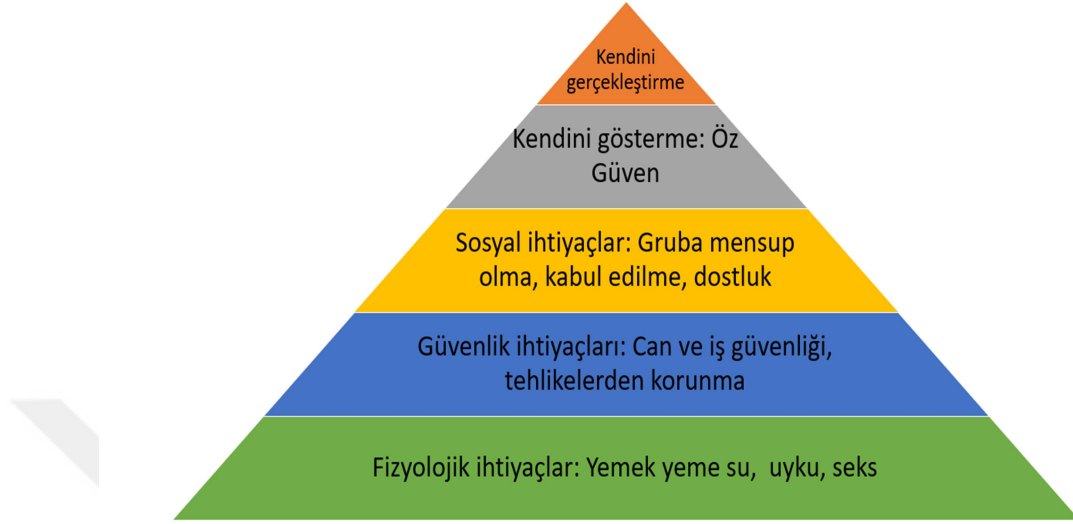 Kendini
gerçekleştirme
Kendini gösterme: Öz
Güven
Sosyal ihtiyaçlar: Gruba mensup
olma, kabul edilme, dostluk
Güvenlik ihtiyaçları: Can ve iş güvenliği,
tehlikelerden korunma
Fizyolojik ihtiyaçlar: Yemek yeme su,  uyku, seks